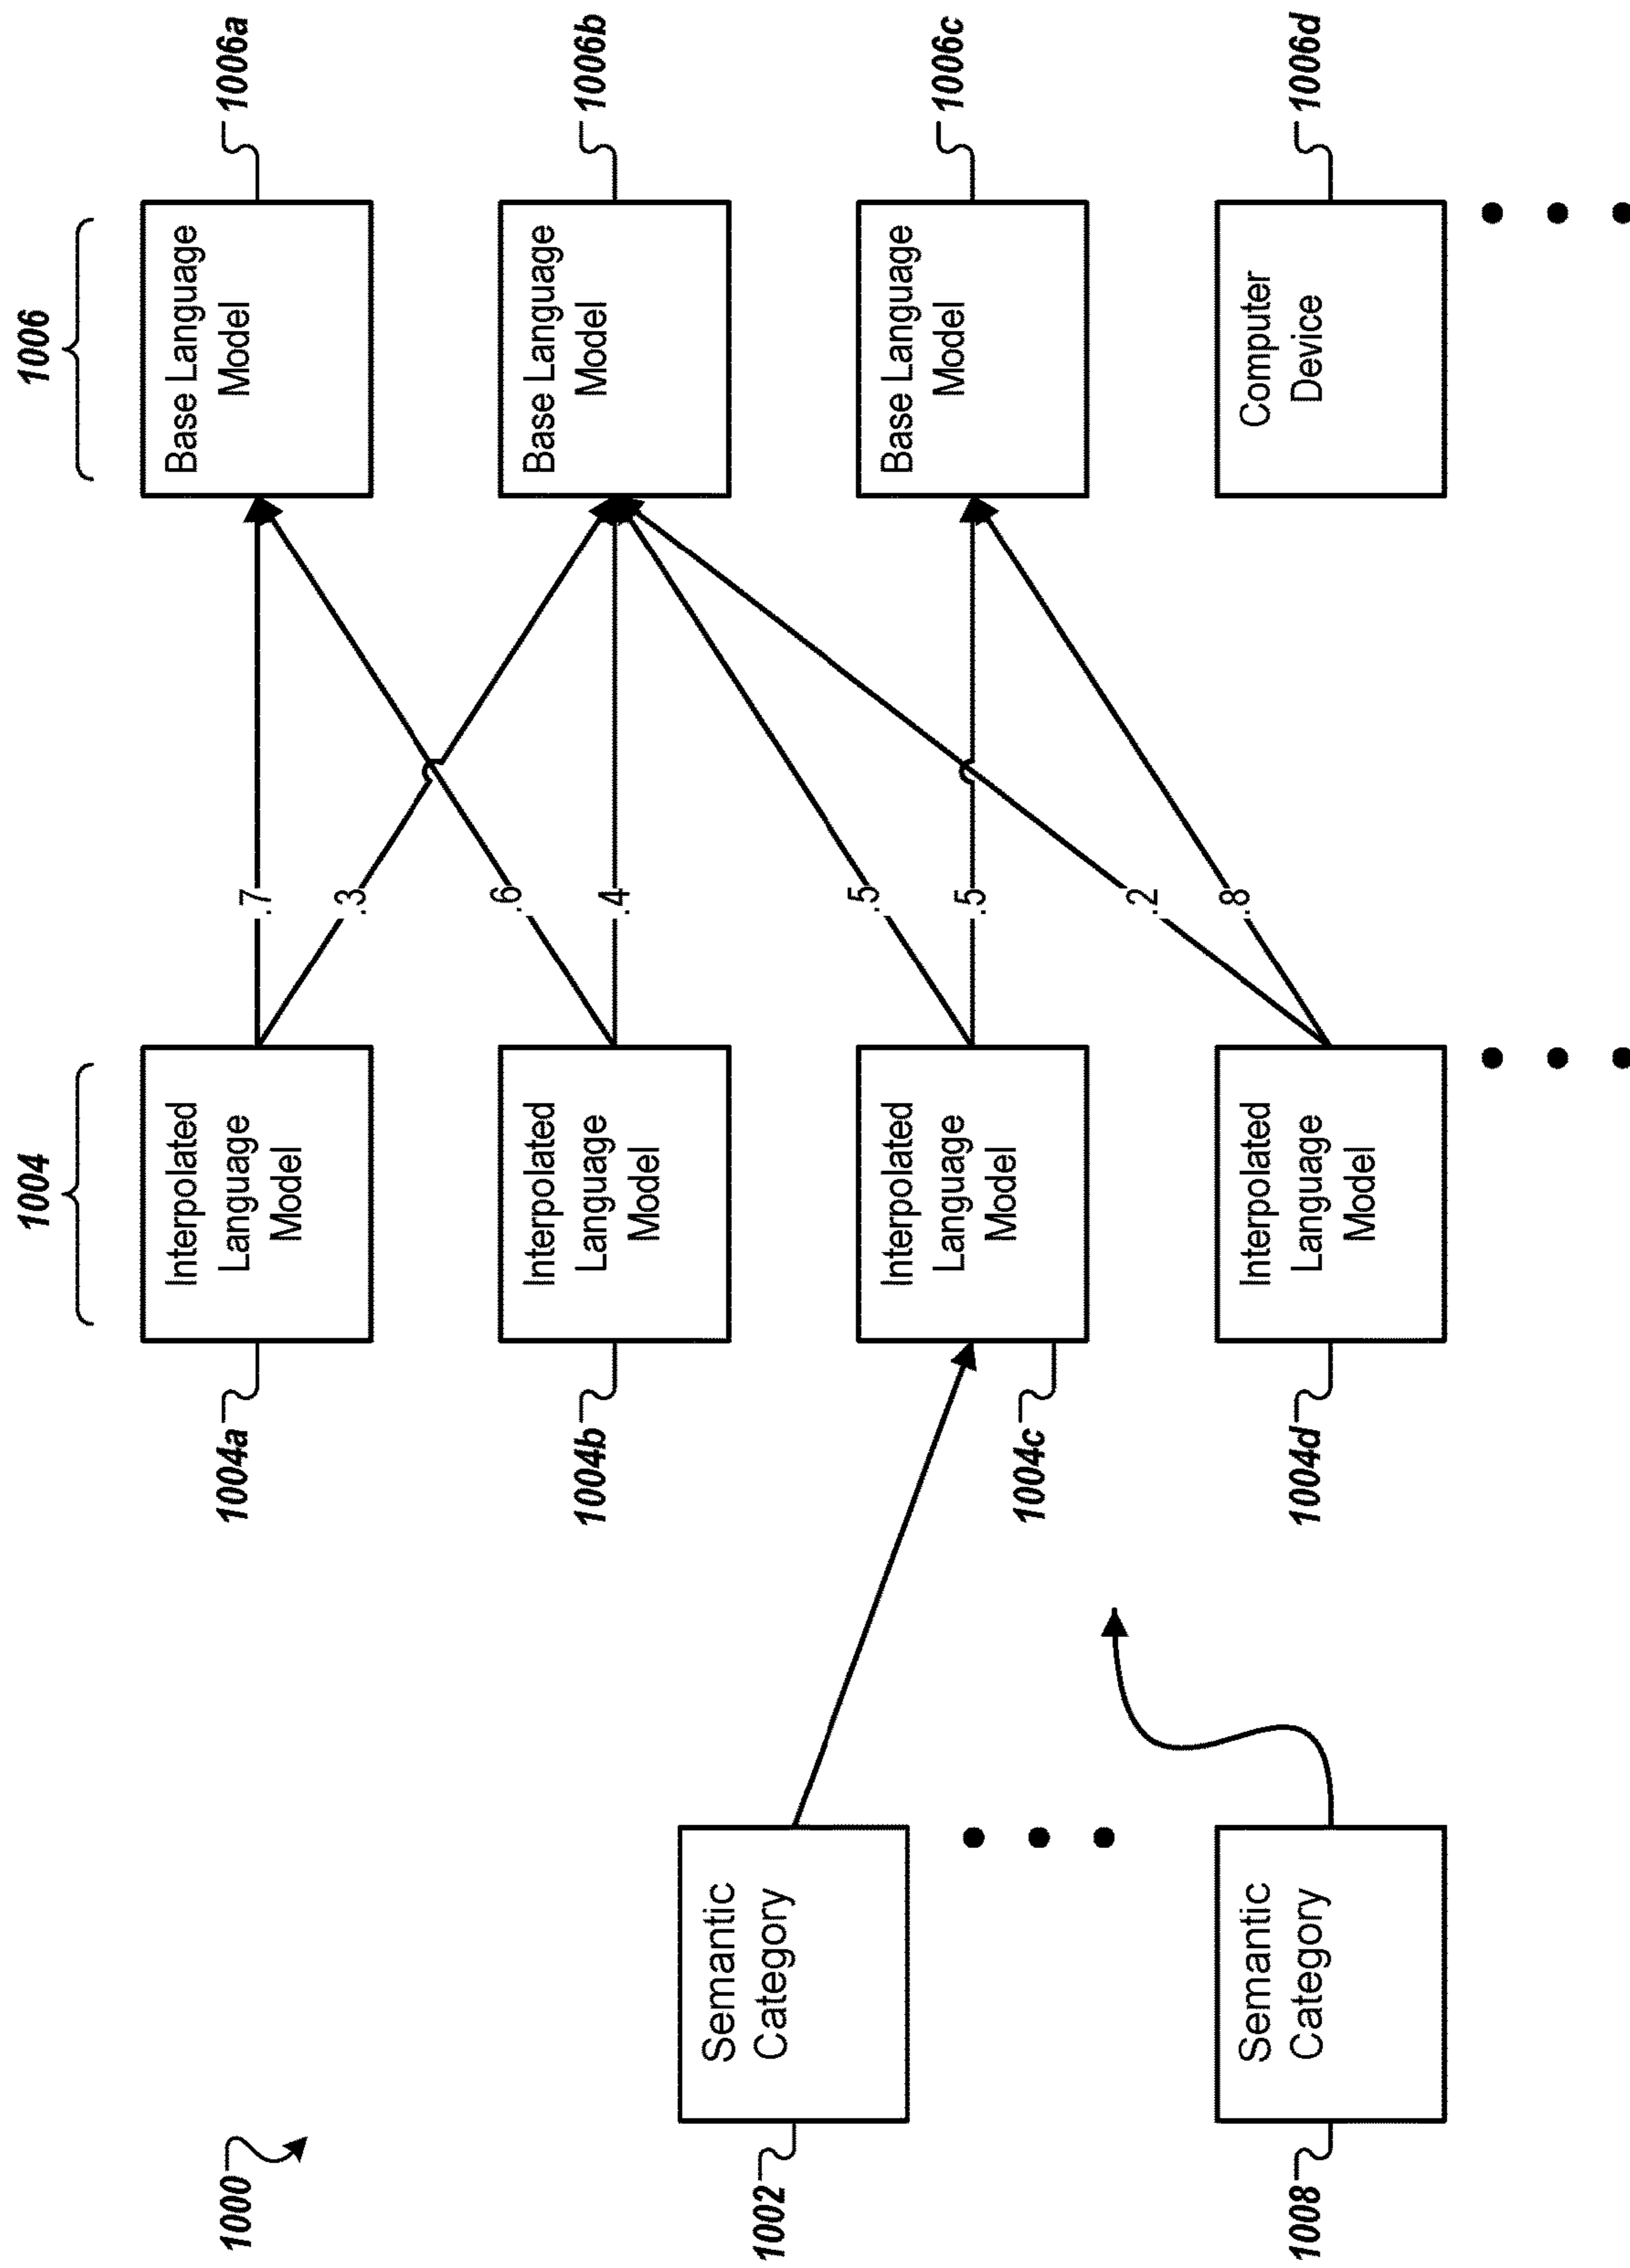 1000
1004
1006
1004a
Interpolated
Language
Model
.7
.3
Base Language
Model
1006a
1004b
Interpolated
Language
Model
.6
.4
Base Language
Model
1006b
1002
Semantic
Category
1004c
Interpolated
Language
Model
.5
.5
Base Language
Model
1006c
1008
Semantic
Category
1004d
Interpolated
Language
Model
.2
.8
Computer
Device
1006d